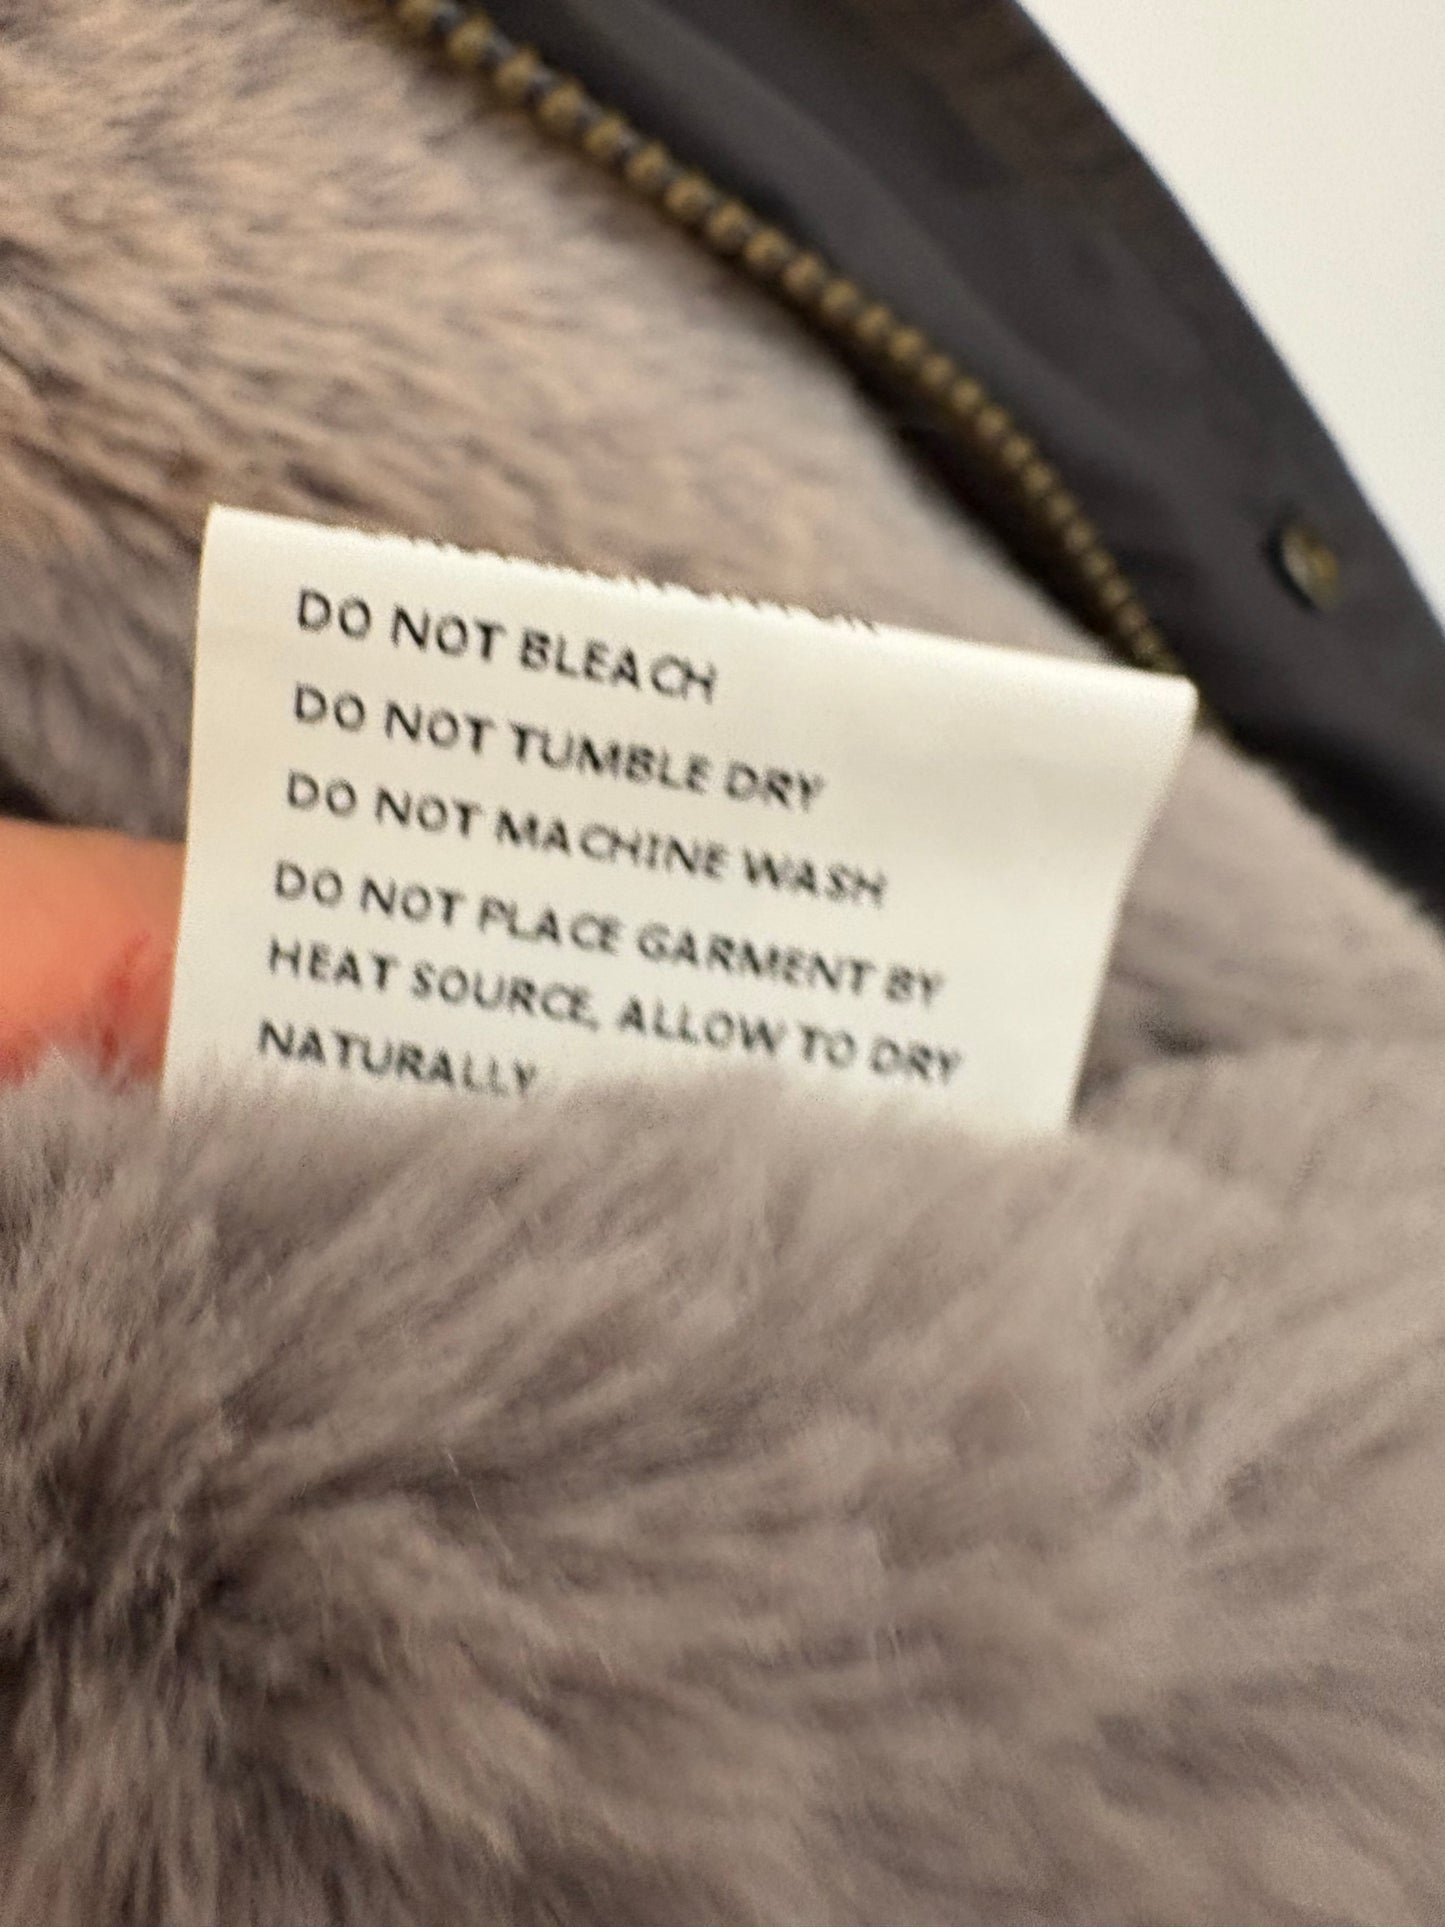 DO NOT BLEACH
DO NOT TUMBLE DRY
DO NOT MACHINE WASH
DO NOT PLACE GARMENT BY
HEAT SOURCE, ALLOW TO DRY
NATURALLY